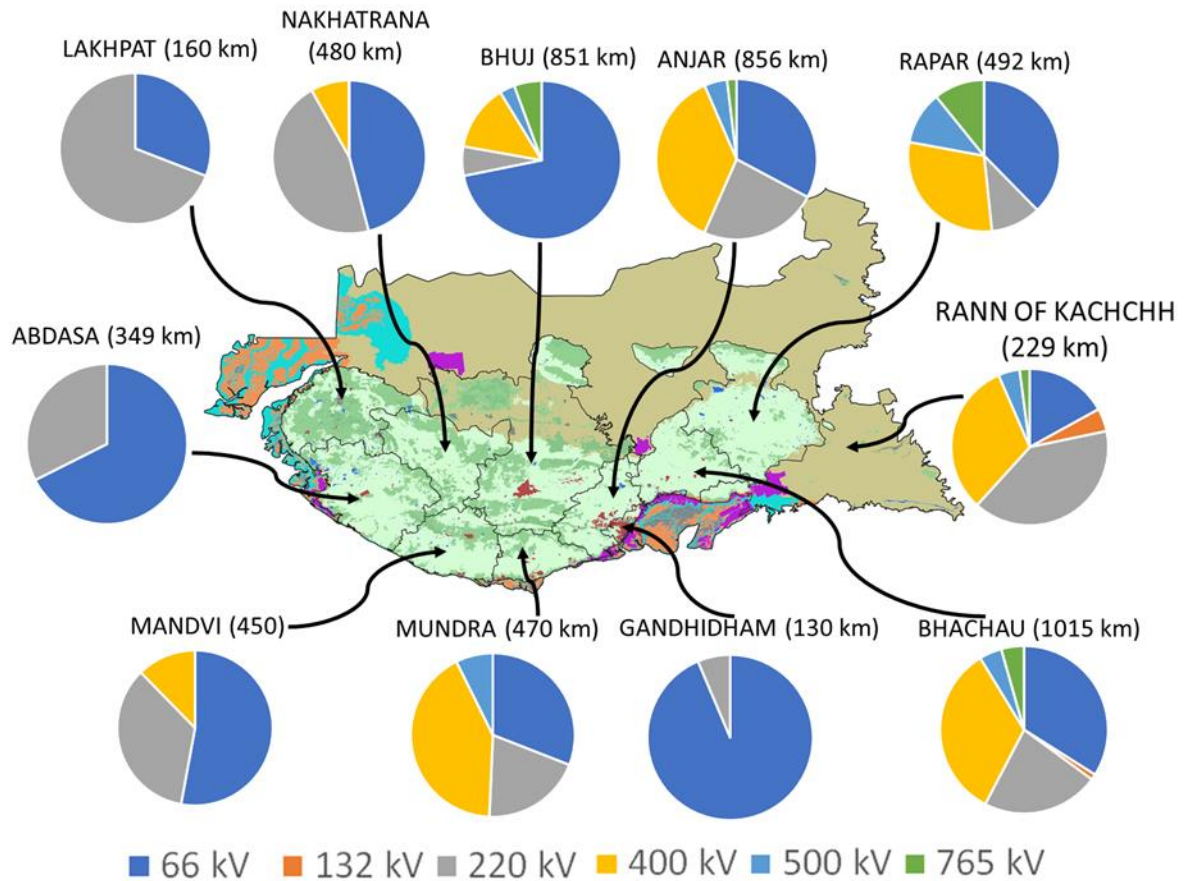 NAKHATRANA
(480 km)
LAKHPAT (160 km)
BHUJ (851 km)
ANJAR (856 km)
RAPAR (492 km)
ABDASA (349 km)
RANN OF KACHCHH
(229 km)
MANDVI (450)
MUNDRA (470 km)
GANDHIDHAM (130 km)
BHACHAU (1015 km)
66 kV
132 kV
220 kV
400 kV
500 kV
765 kV